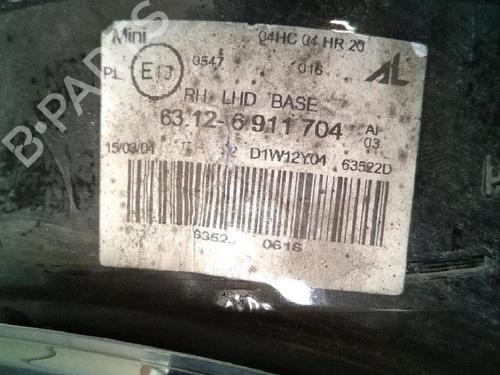 B-PARTS
Mini 04HC 04 HR 20
PL E13 0547 016 AL
RH LHD BASE
63.12-6 911 704 AI
03
15/03/04 D1W12Y04 63522D
0616